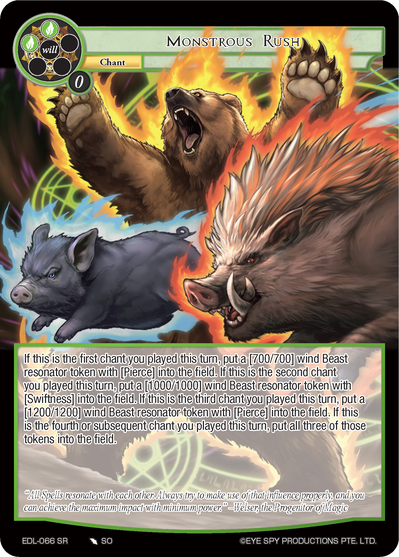 Monstrous Rush
will
Chant
0
If this is the first chant you played this turn, put a [700/700] wind Beast
resonator token with [Pierce] into the field. If this is the second chant
you played this turn, put a [1000/1000] wind Beast resonator token with
[Swiftness] into the field. If this is the third chant you played this turn, put a
[1200/1200] wind Beast resonator token with [Pierce] into the field. If this
is the fourth or subsequent chant you played this turn, put all three of those
tokens into the field.
"All Spells resonate with each other. Always try to make use of that influence properly, and you
can achieve the maximum impact with minimum power." –Welser, the Progenitor of Magic
EDL-066 SR SO ©EYE SPY PRODUCTIONS PTE. LTD.